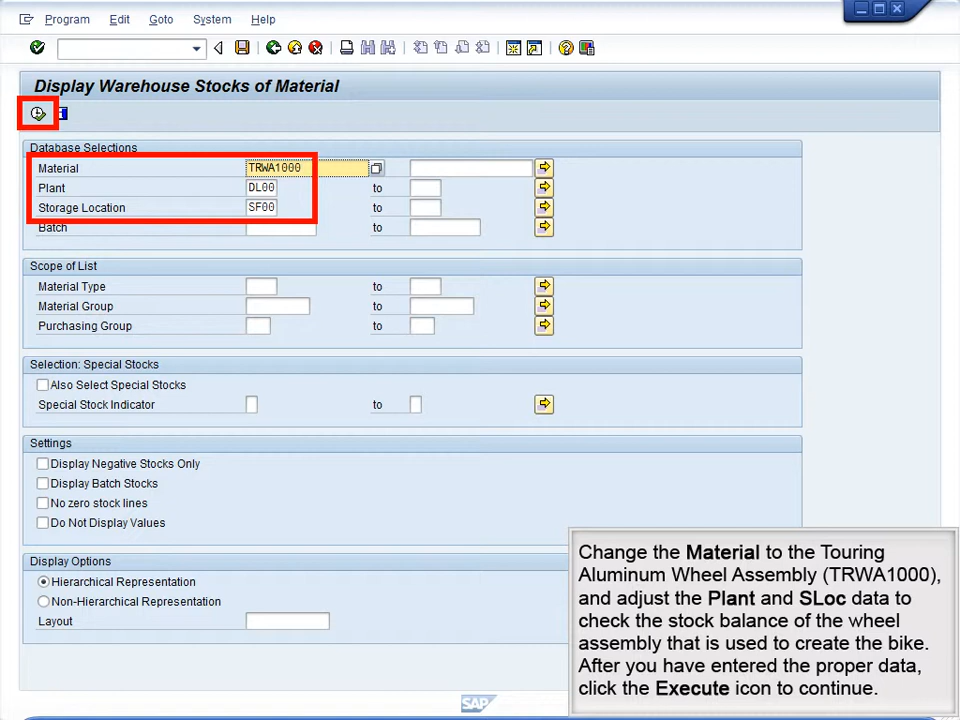 Program Edit Goto System Help
Display Warehouse Stocks of Material
Database Selections
Material TRWA1000
Plant DL00 to
Storage Location SF00 to
Batch to
Scope of List
Material Type to
Material Group to
Purchasing Group to
Selection: Special Stocks
Also Select Special Stocks
Special Stock Indicator to
Settings
Display Negative Stocks Only
Display Batch Stocks
No zero stock lines
Do Not Display Values
Display Options
Hierarchical Representation
Non-Hierarchical Representation
Layout
Change the Material to the Touring
Aluminum Wheel Assembly (TRWA1000),
and adjust the Plant and SLoc data to
check the stock balance of the wheel
assembly that is used to create the bike.
After you have entered the proper data,
click the Execute icon to continue.
SAP